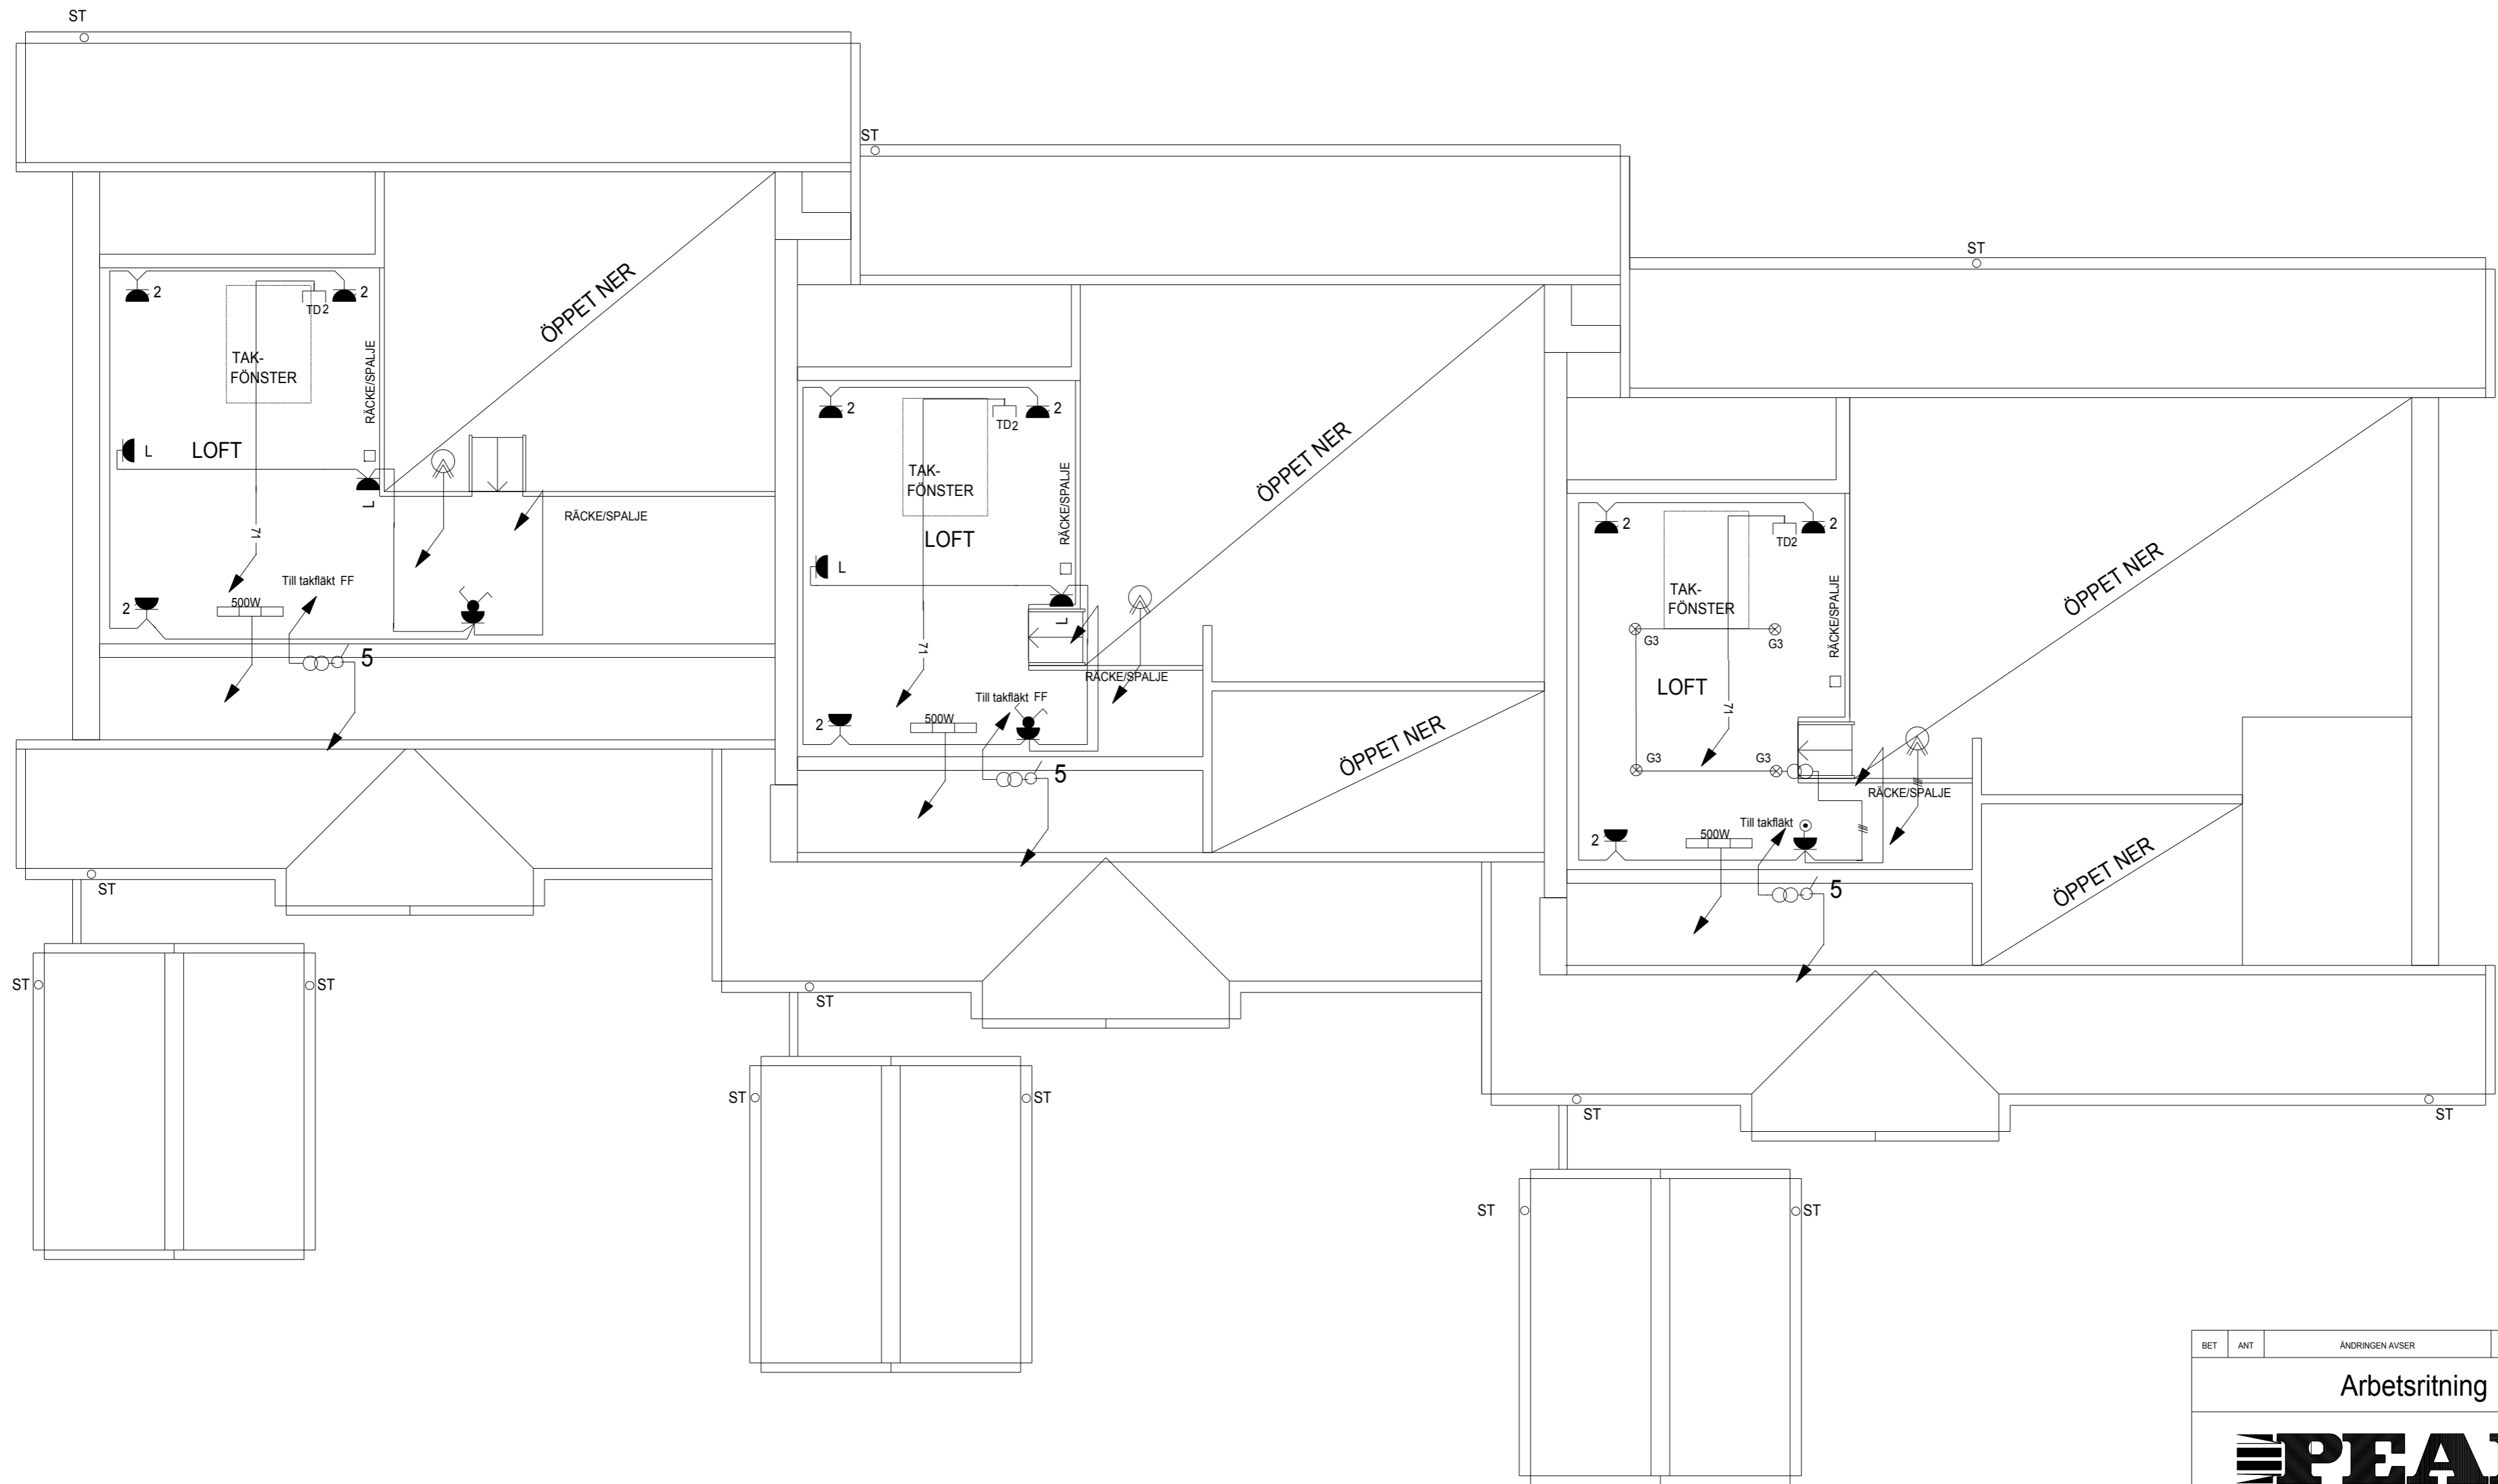 ST
2
2
TD2
TAK-
FÖNSTER
RÄCKE/SPALJE
ÖPPET NER
L
LOFT
L
RÄCKE/SPALJE
71
Till takfläkt FF
2
500W
5
ST
ST
ST
ST
2
2
TD2
TAK-
FÖNSTER
RÄCKE/SPALJE
ÖPPET NER
LOFT
L
L
71
RÄCKE/SPALJE
Till takfläkt FF
2
500W
5
ÖPPET NER
ST
ST
ST
ST
2
2
TD2
TAK-
FÖNSTER
RÄCKE/SPALJE
ÖPPET NER
G3
G3
LOFT
71
G3
G3
RÄCKE/SPALJE
Till takfläkt
2
500W
5
ÖPPET NER
ST
ST
ST
ST
BET
ANT
ÄNDRINGEN AVSER
Arbetsritning